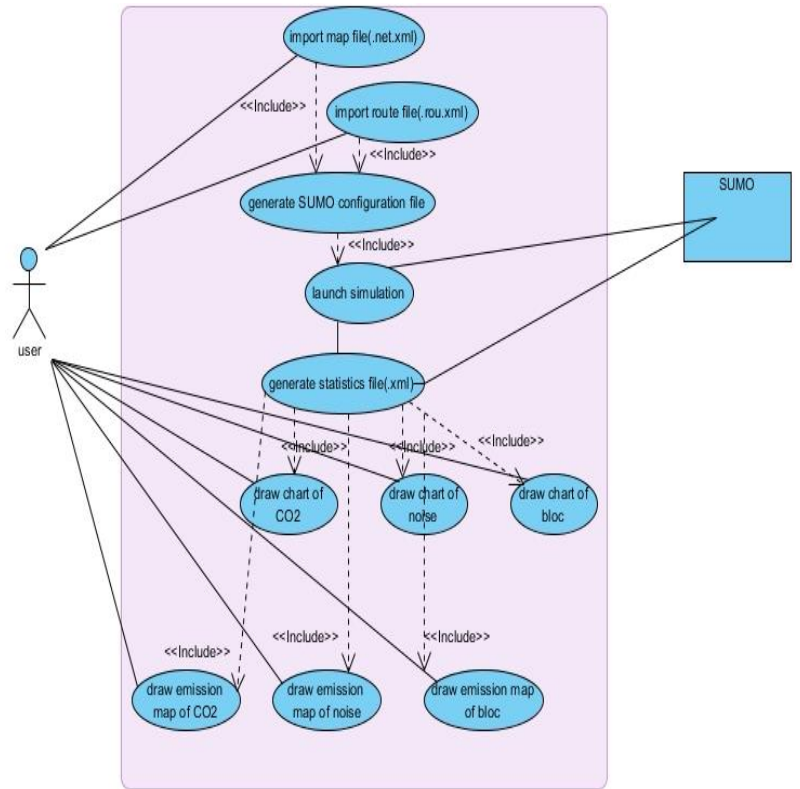 import map file(.net.xml)
<<Include>>
import route file(.rou.xml)
<<Include>>
SUMO
generate SUMO configuration file
<<Include>>
launch simulation
user
generate statistics file(.xml)
<<Include>>
<<Include>>
draw chart of
CO2
draw chart of
noise
draw chart of
bloc
<<Include>>
<<Include>>
<<Include>>
draw emission
map of CO2
draw emission
map of noise
draw emission map
of bloc